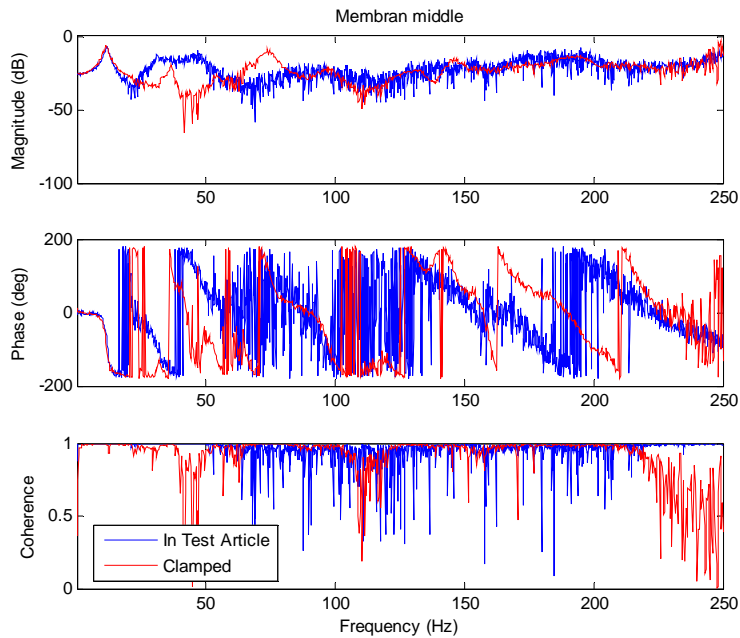 Membran middle
Magnitude (dB)
0
-50
-100
50 100 150 200 250
Phase (deg)
200
0
-200
50 100 150 200 250
Coherence
1
0.5
0
50 100 150 200 250
In Test Article
Clamped
Frequency (Hz)